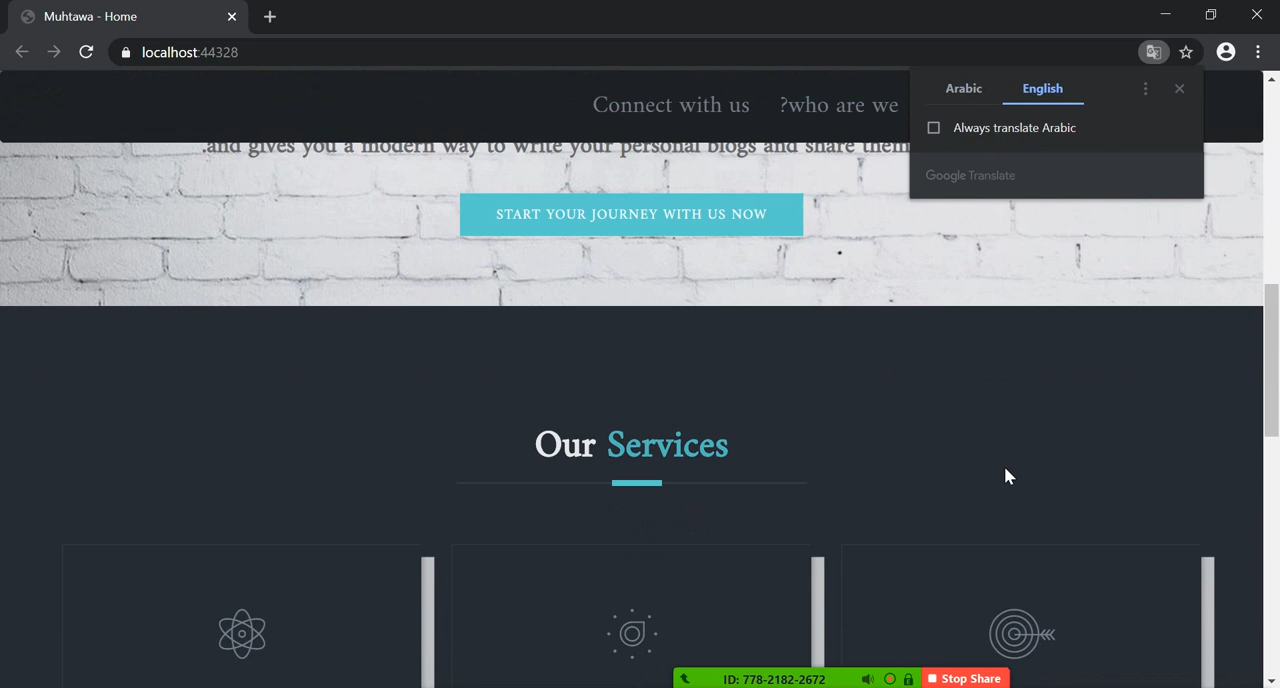 Muhtawa - Home
localhost:44328
Arabic English
Always translate Arabic
Google Translate
Connect with us ?who are we
.and gives you a modern way to write your personal blogs and share them
START YOUR JOURNEY WITH US NOW
Our Services
ID: 778-2182-2672 Stop Share